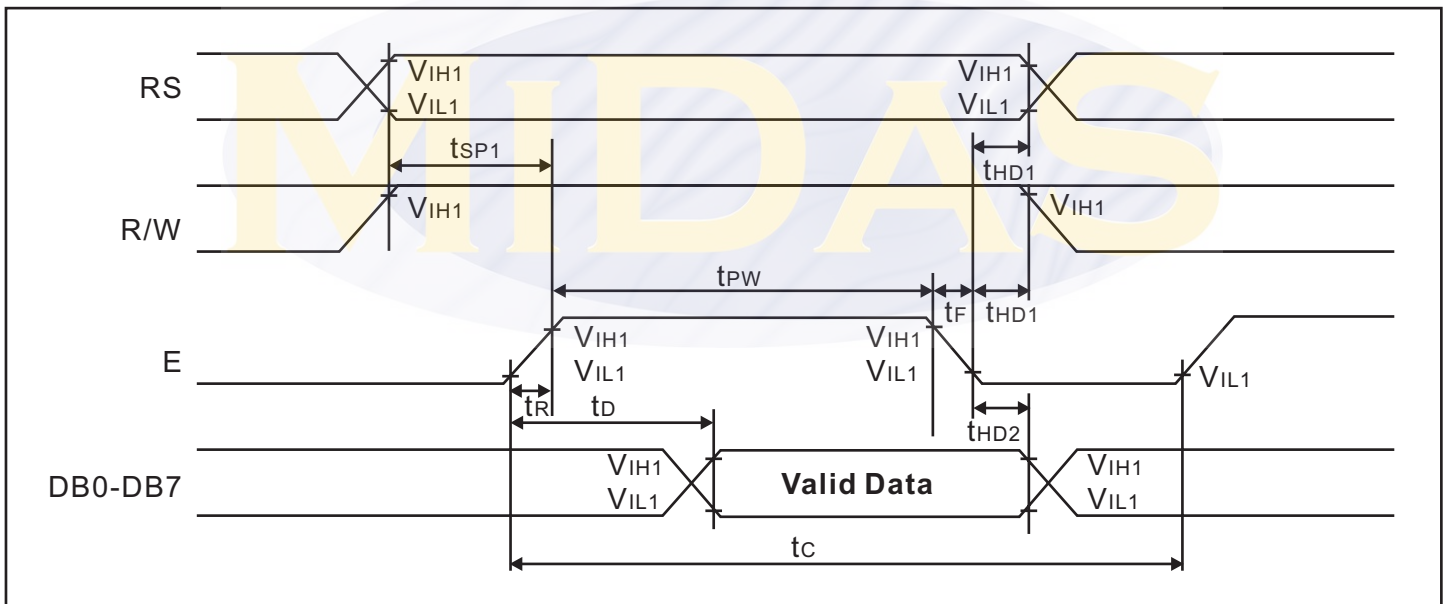 MIDAS
RS
VIH1
VIL1
VIH1
VIL1
tSP1
tHD1
R/W
VIH1
VIH1
tPW
tF
tHD1
E
VIH1
VIL1
VIH1
VIL1
VIL1
tR
tD
tHD2
DB0-DB7
VIH1
VIL1
Valid Data
VIH1
VIL1
tC